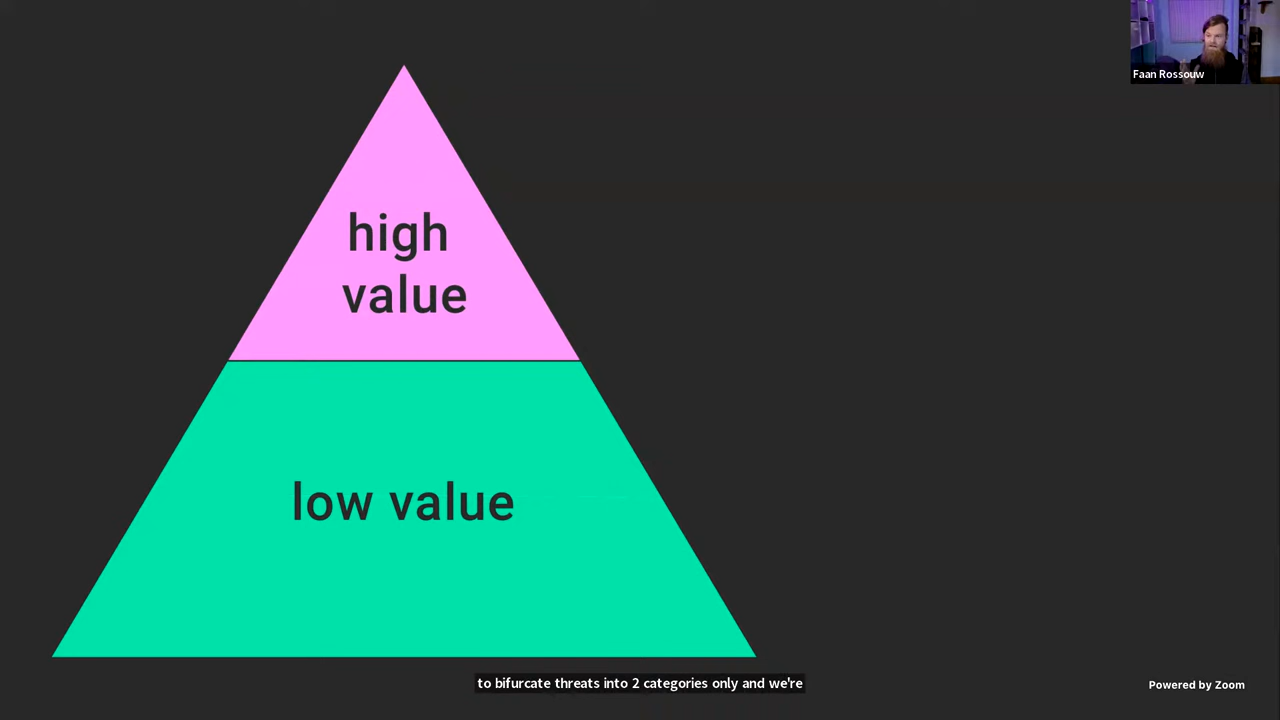 Faan Rossouw
high
value
low value
to bifurcate threats into 2 categories only and we're
Powered by Zoom